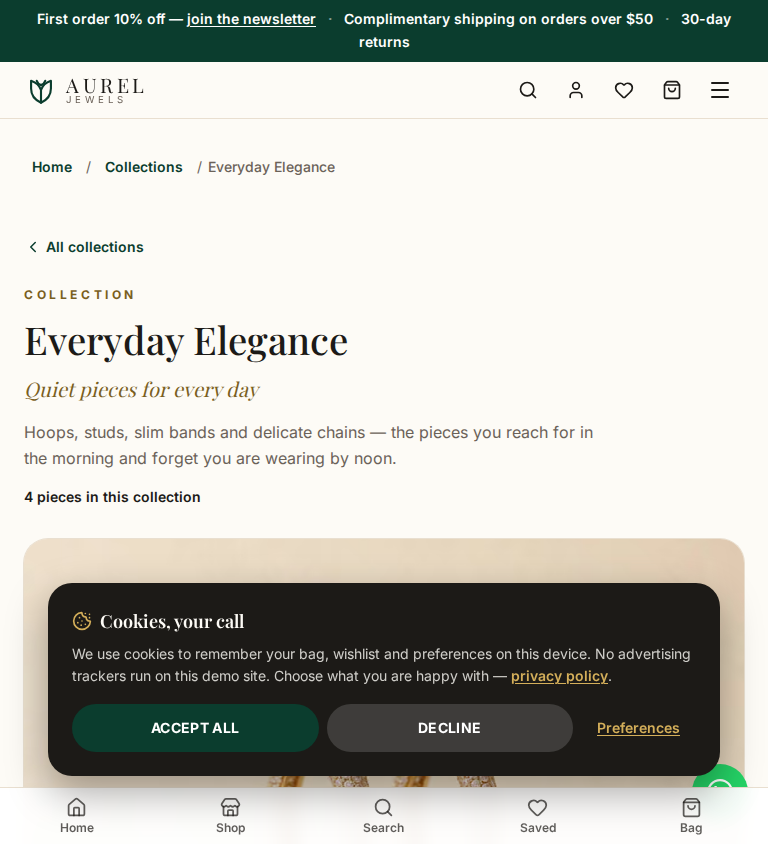 First order 10% off — join the newsletter · Complimentary shipping on orders over $50 · 30-day
returns
AUREL
JEWELS
Home / Collections / Everyday Elegance
All collections
COLLECTION
Everyday Elegance
Quiet pieces for every day
Hoops, studs, slim bands and delicate chains — the pieces you reach for in
the morning and forget you are wearing by noon.
4 pieces in this collection
Cookies, your call
We use cookies to remember your bag, wishlist and preferences on this device. No advertising
trackers run on this demo site. Choose what you are happy with — privacy policy.
ACCEPT ALL DECLINE Preferences
Home Shop Search Saved Bag